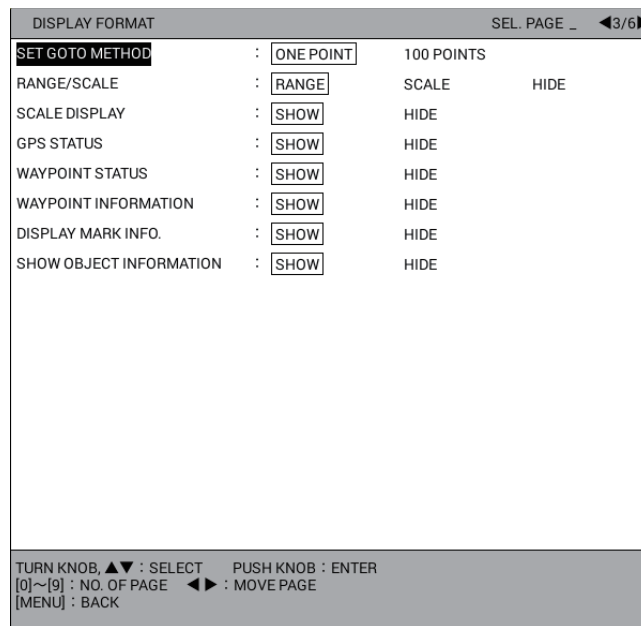 DISPLAY FORMAT SEL. PAGE _ ◀3/6▶
SET GOTO METHOD : ONE POINT 100 POINTS
RANGE/SCALE : RANGE SCALE HIDE
SCALE DISPLAY : SHOW HIDE
GPS STATUS : SHOW HIDE
WAYPOINT STATUS : SHOW HIDE
WAYPOINT INFORMATION : SHOW HIDE
DISPLAY MARK INFO. : SHOW HIDE
SHOW OBJECT INFORMATION : SHOW HIDE
TURN KNOB, ▲▼ : SELECT PUSH KNOB : ENTER
[0]~[9] : NO. OF PAGE ◀ ▶ : MOVE PAGE
[MENU] : BACK